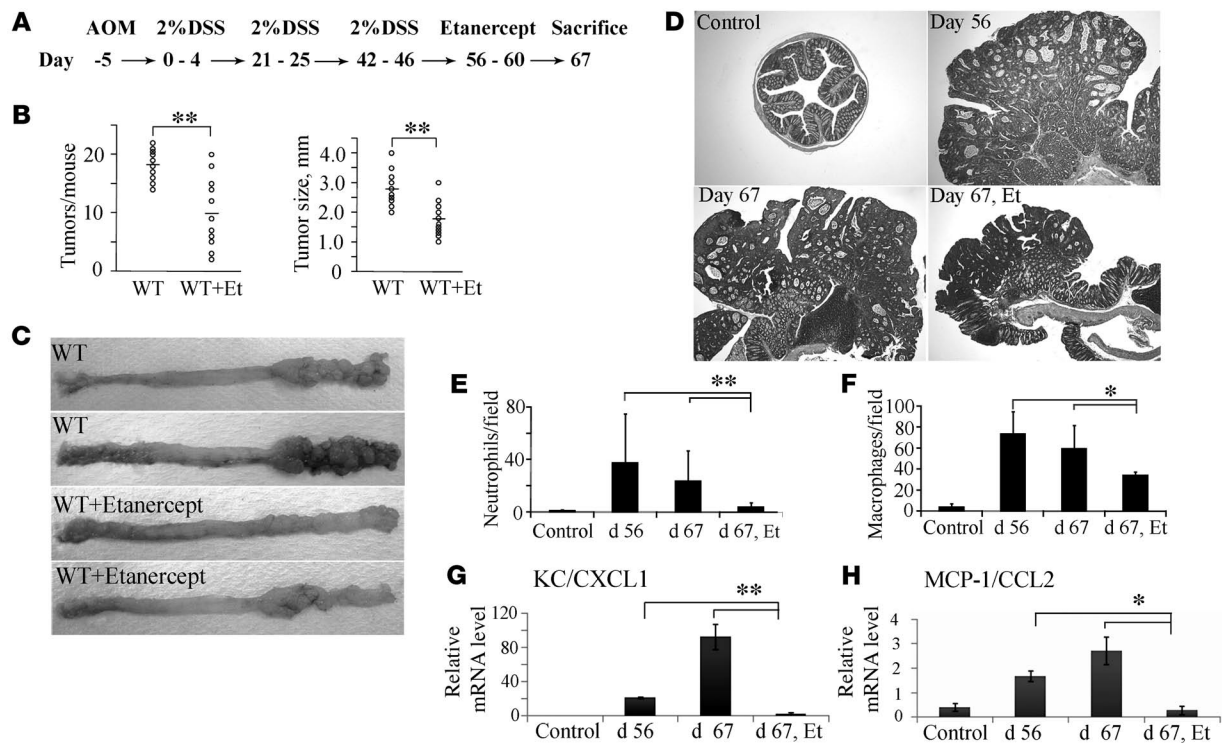 A
AOM 2%DSS 2%DSS 2%DSS Etanercept Sacrifice
Day -5 → 0 - 4 → 21 - 25 → 42 - 46 → 56 - 60 → 67
B
**
Tumors/mouse
20
10
0
WT WT+Et
**
Tumor size, mm
4.0
3.0
2.0
1.0
0
WT WT+Et
C
WT
WT
WT+Etanercept
WT+Etanercept
D
Control
Day 56
Day 67
Day 67, Et
E
**
Neutrophils/field
80
40
0
Control d 56 d 67 d 67, Et
F
*
Macrophages/field
100
80
60
40
20
0
Control d 56 d 67 d 67, Et
G KC/CXCL1
**
Relative
mRNA level
120
80
40
0
Control d 56 d 67 d 67, Et
H MCP-1/CCL2
*
Relative
mRNA level
4
3
2
1
0
Control d 56 d 67 d 67, Et